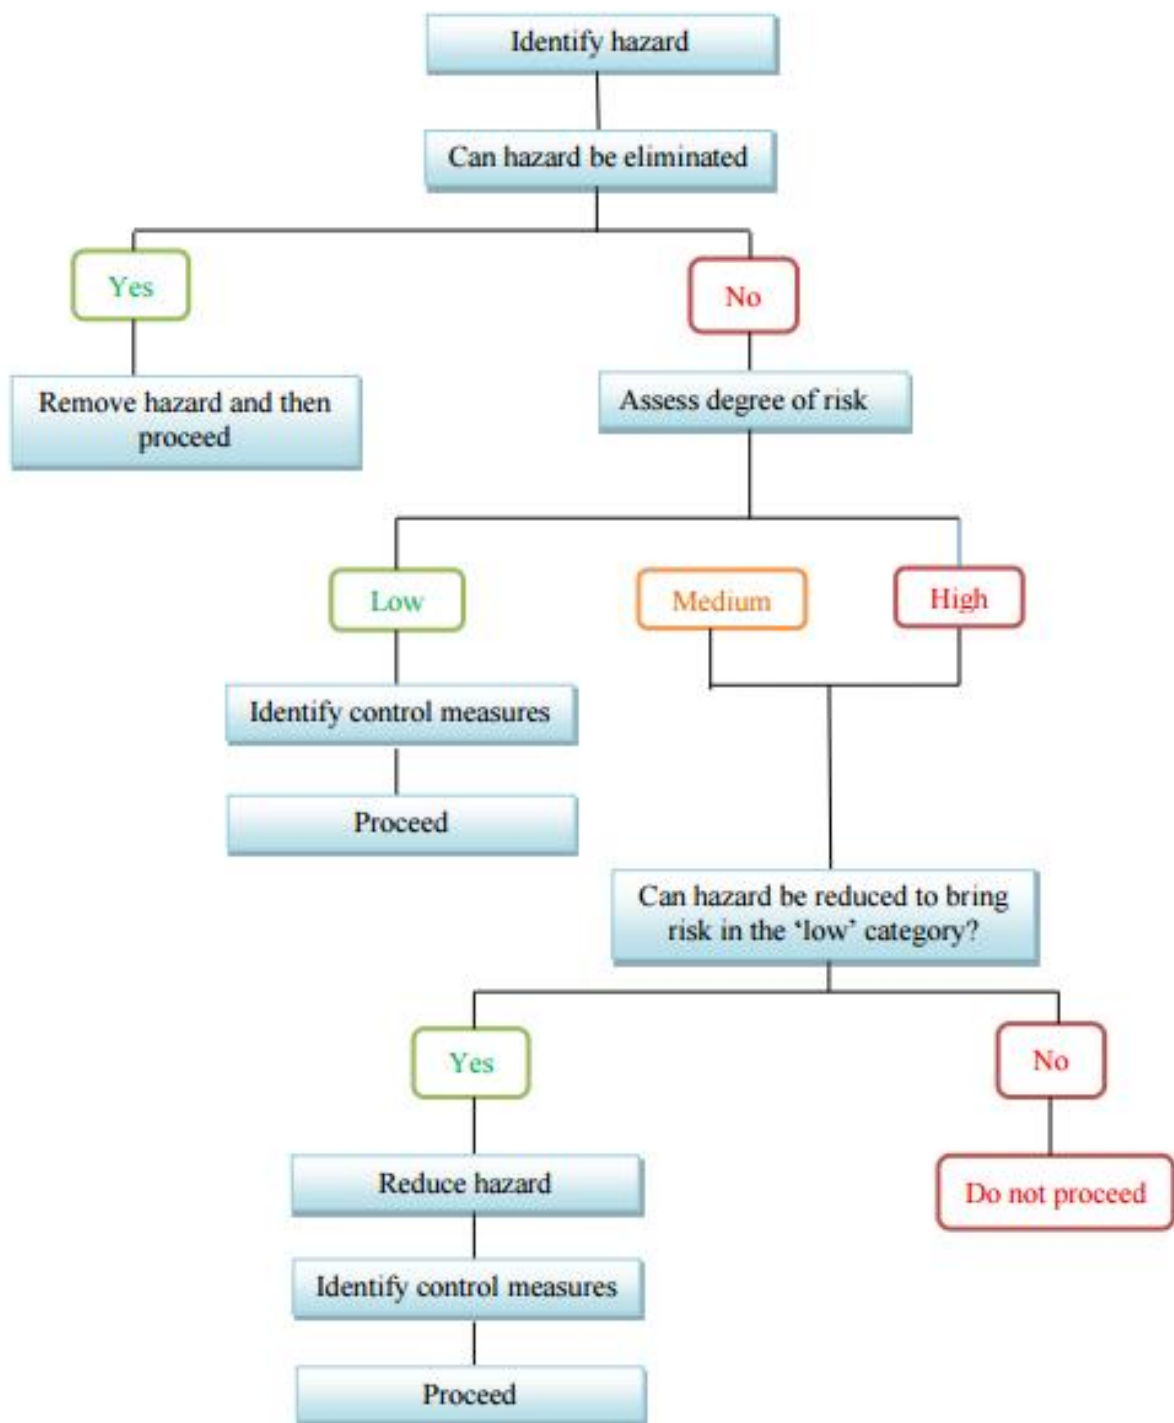 Identify hazard
Can hazard be eliminated
Yes
No
Remove hazard and then
proceed
Assess degree of risk
Low
Medium
High
Identify control measures
Proceed
Can hazard be reduced to bring
risk in the ‘low’ category?
Yes
No
Reduce hazard
Do not proceed
Identify control measures
Proceed